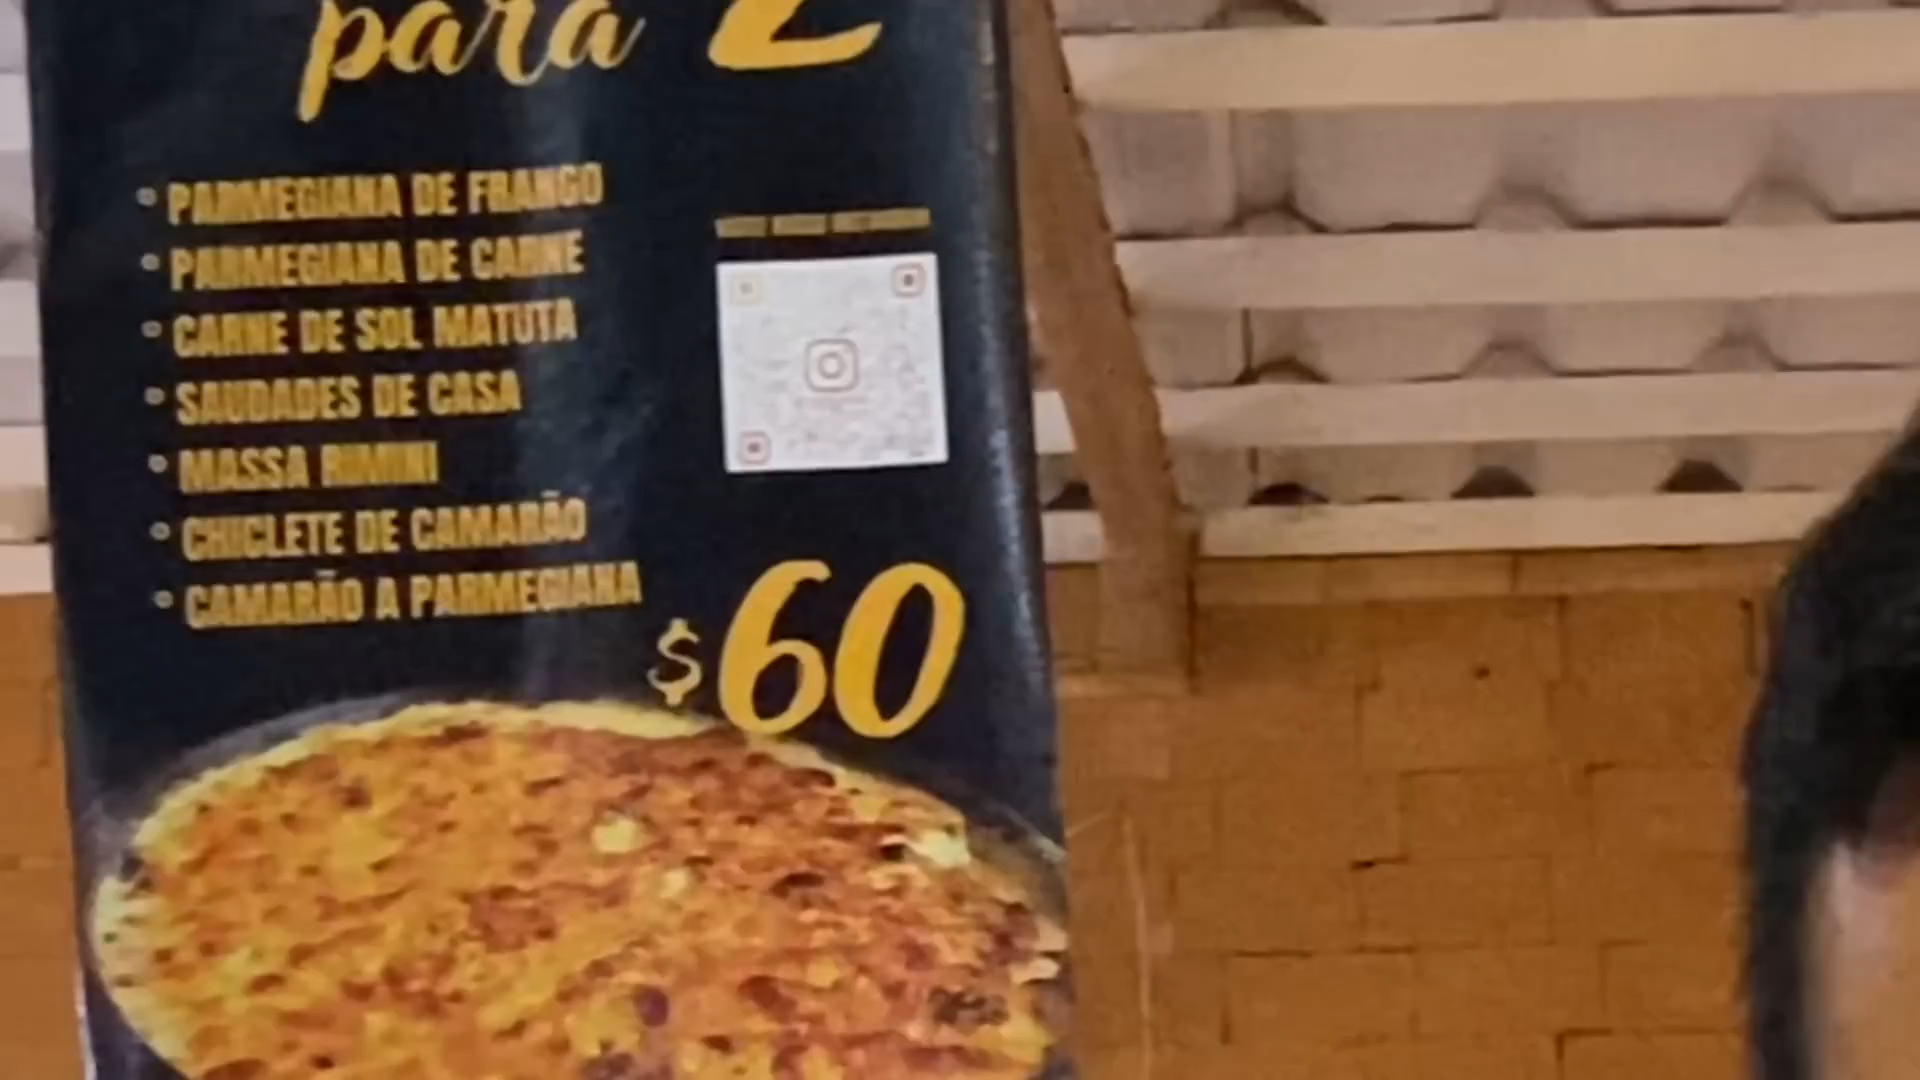 para 2
° PARMEGIANA DE FRANGO
° PARMEGIANA DE CARNE
° CARNE DE SOL MATUTA
° SAUDADES DE CASA
° MASSA RIMINI
° CHICLETE DE CAMARÃO
° CAMARÃO A PARMEGIANA
$60